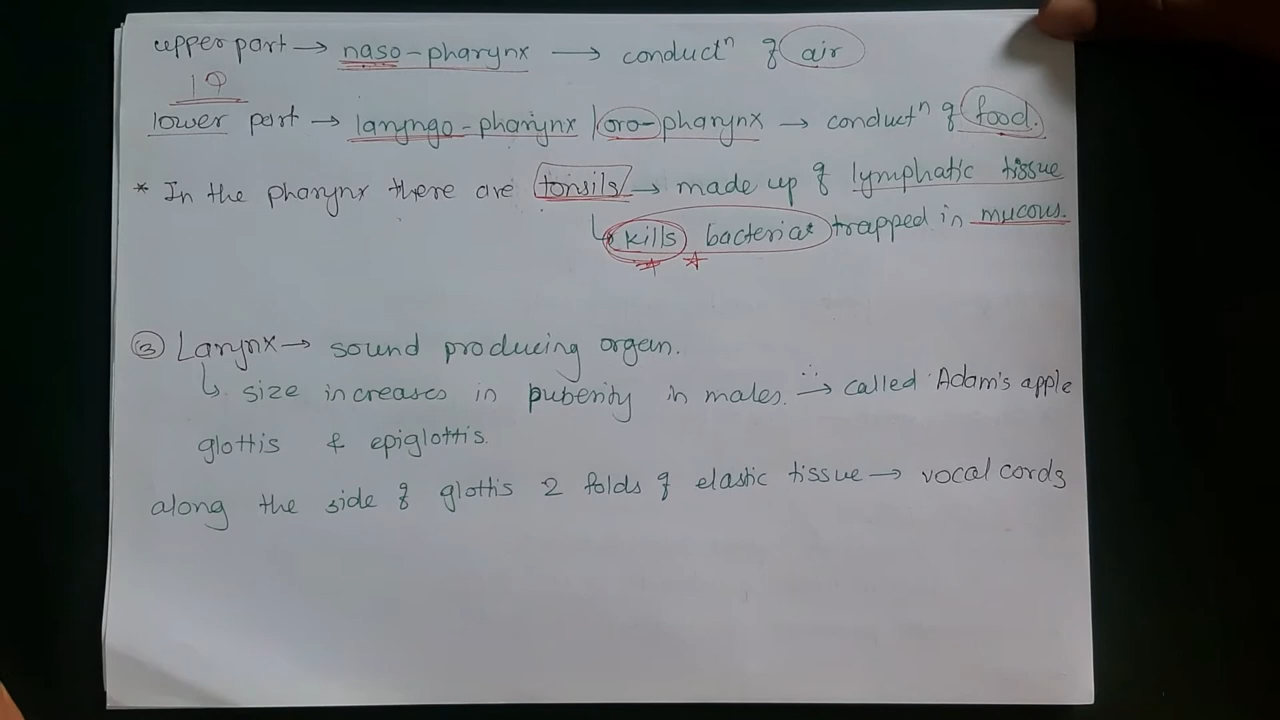 upper part → naso-pharynx → conductⁿ of air
lower part → laryngo-pharynx / oro-pharynx → conductⁿ of food.
* In the pharynx there are tonsils → made up of lymphatic tissue
↳ kills bacteria trapped in mucous.
③ Larynx → sound producing organ.
↳ size increases in puberity in males. ∴ → called Adam's apple
glottis & epiglottis.
along the side of glottis 2 folds of elastic tissue → vocal cords